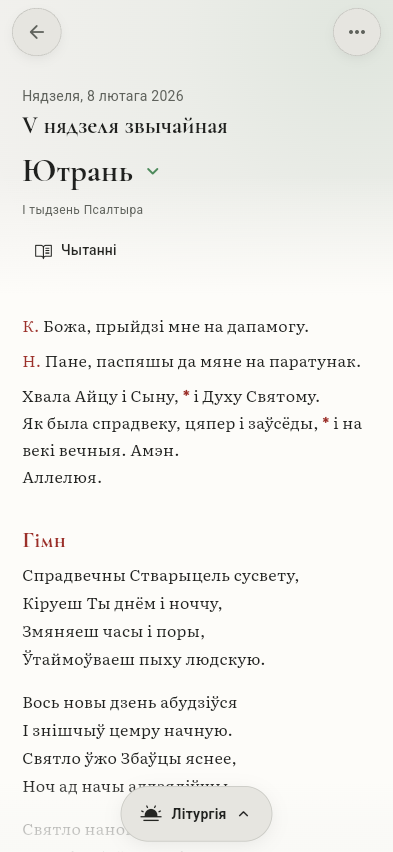 Нядзеля, 8 лютага 2026
V нядзеля звычайная
Ютрань
I тыдзень Псалтыра
Чытанні
К. Божа, прыйдзі мне на дапамогу.
Н. Пане, паспяшы да мяне на паратунак.
Хвала Айцу і Сыну, * і Духу Святому.
Як была спрадвеку, цяпер і заўсёды, * і на
векі вечныя. Амэн.
Аллелюя.
Гімн
Спрадвечны Стварыцель сусвету,
Кіруеш Ты днём і ноччу,
Змяняеш часы і поры,
Ўтаймоўваеш пыху людскую.
Вось новы дзень абудзіўся
І знішчыў цемру начную.
Святло ўжо Збаўцы яснее,
Ноч ад начы
Святло
Літургія